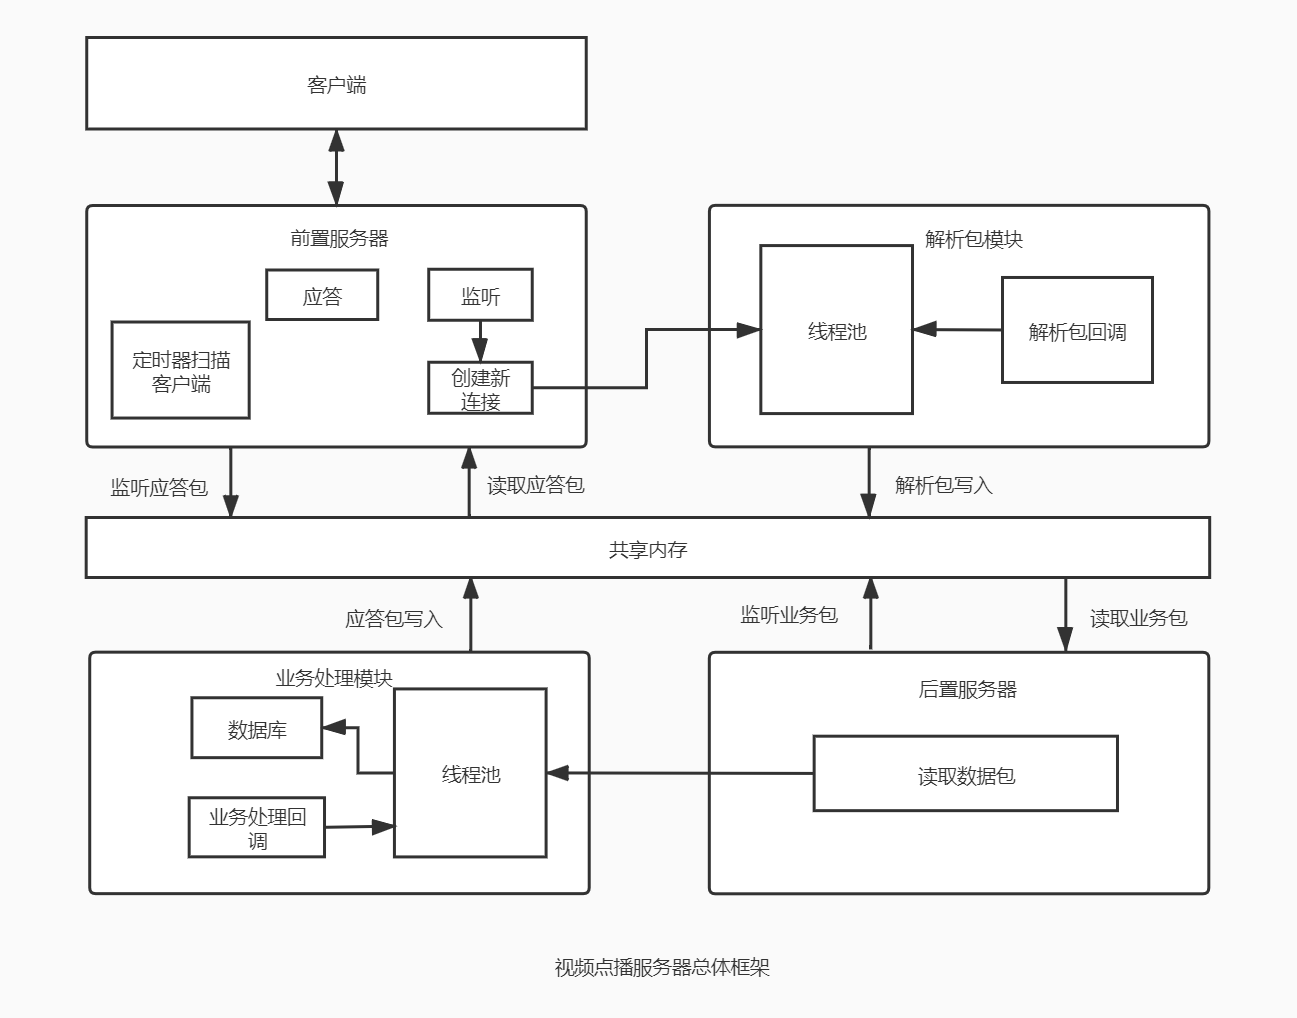 客户端
前置服务器
应答
监听
定时器扫描
客户端
创建新
连接
解析包模块
线程池
解析包回调
监听应答包
读取应答包
解析包写入
共享内存
应答包写入
监听业务包
读取业务包
业务处理模块
数据库
线程池
业务处理回
调
后置服务器
读取数据包
视频点播服务器总体框架